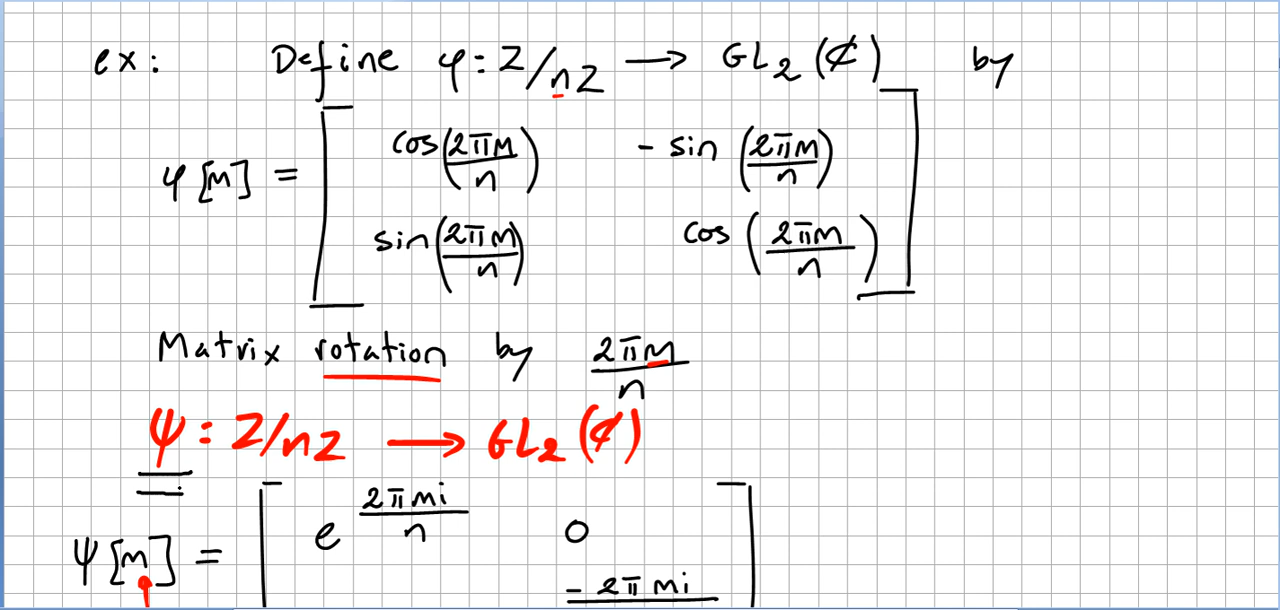 ex: Define φ: Z/nZ → GL₂(ℂ) by
φ[m] = [ cos(2πm/n) -sin(2πm/n)
sin(2πm/n) cos(2πm/n) ]
Matrix rotation by 2πm/n
ψ: Z/nZ → GL₂(ℂ)
ψ[m] = [ e^(2πmi/n) 0
-2πmi